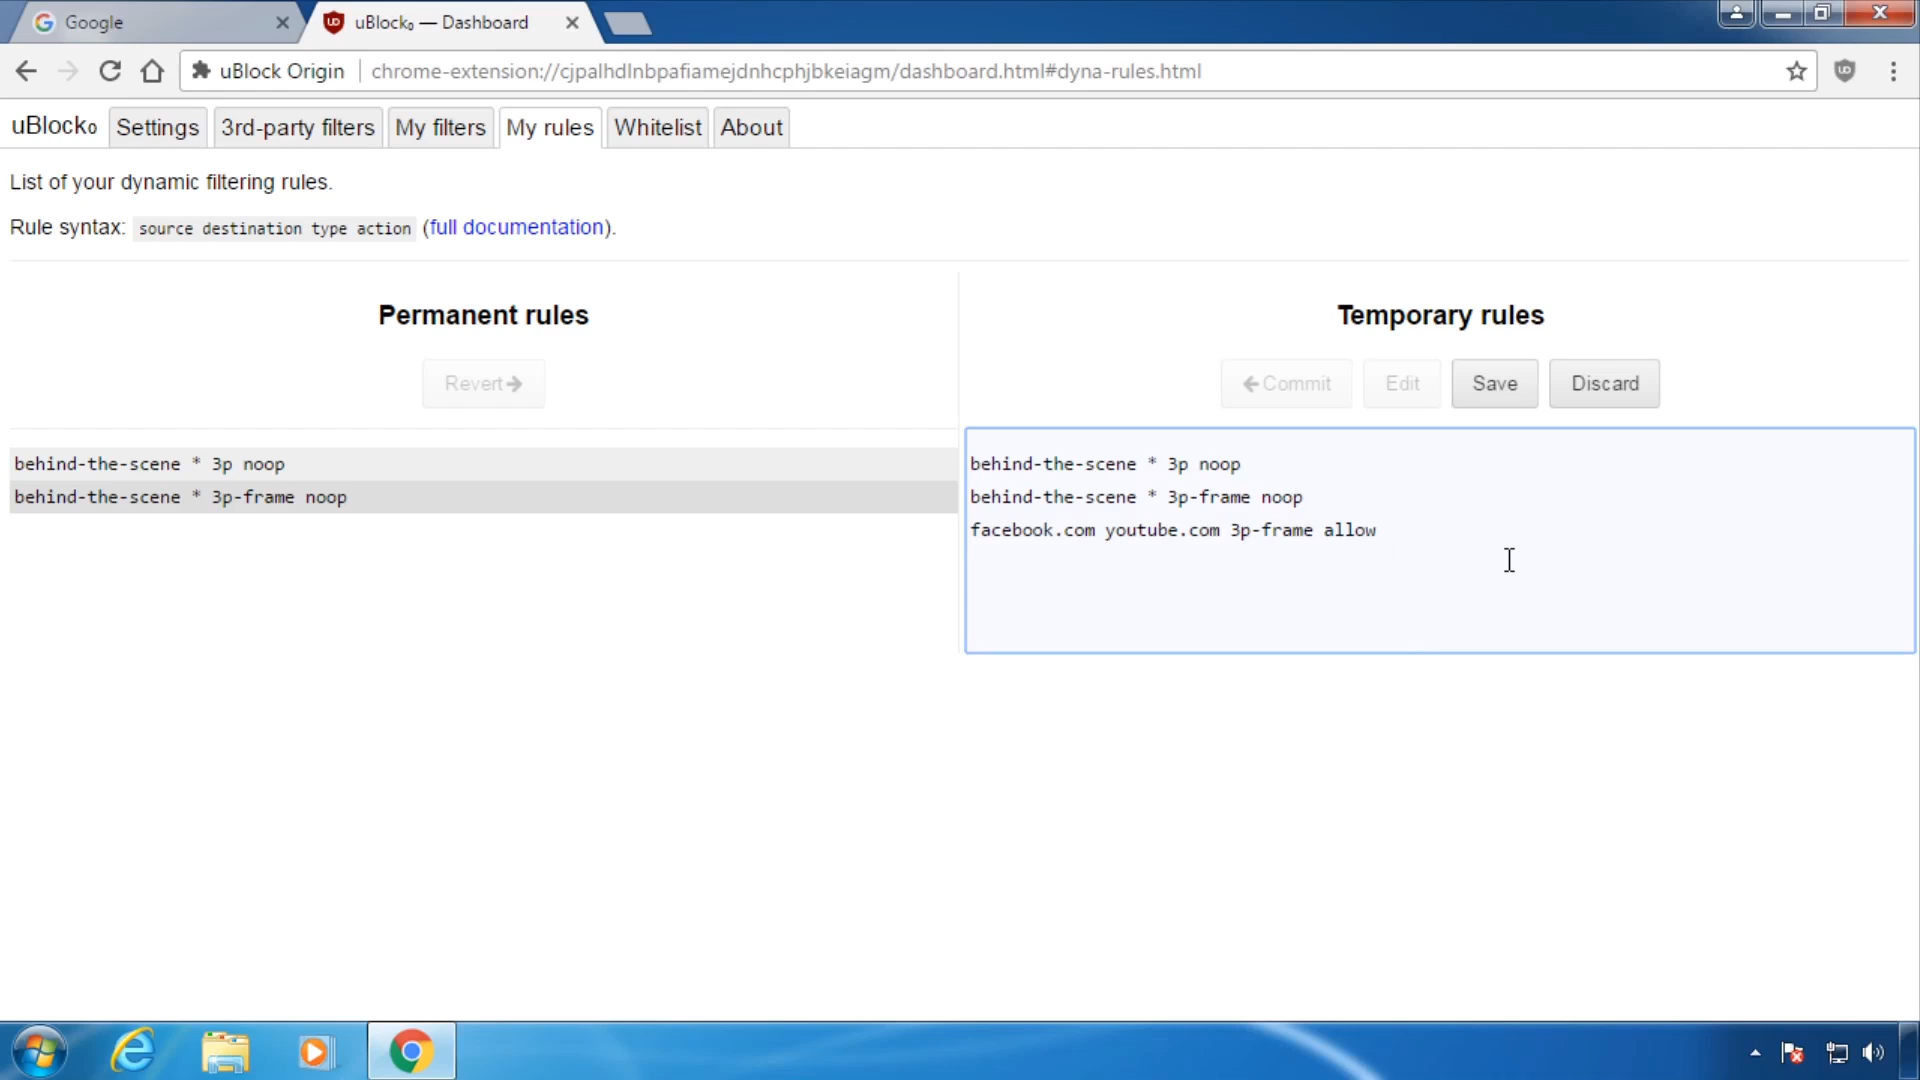 Google
uBlock₀ — Dashboard
uBlock Origin
chrome-extension://cjpalhdlnbpafiamejdnhcphjbkeiagm/dashboard.html#dyna-rules.html
uBlock₀
Settings
3rd-party filters
My filters
My rules
Whitelist
About
List of your dynamic filtering rules.
Rule syntax: source destination type action (full documentation).
Permanent rules
Revert
behind-the-scene * 3p noop
behind-the-scene * 3p-frame noop
Temporary rules
Commit
Edit
Save
Discard
behind-the-scene * 3p noop
behind-the-scene * 3p-frame noop
facebook.com youtube.com 3p-frame allow